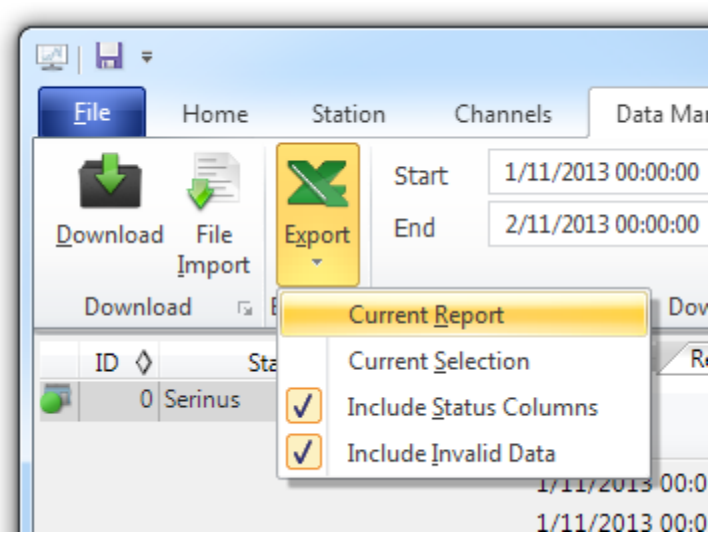 File Home Station Channels Data Mar
Start 1/11/2013 00:00:00
Download File Import Export End 2/11/2013 00:00:00
Download
Current Report
ID Sta
Current Selection
0 Serinus
Include Status Columns
Include Invalid Data
1/11/2013 00:0
1/11/2013 00:0